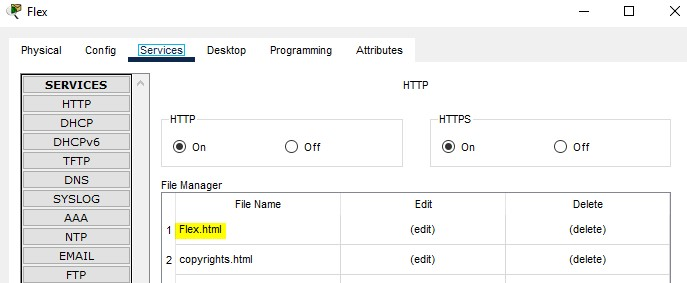 Flex
Physical Config Services Desktop Programming Attributes
SERVICES
HTTP
DHCP
DHCPv6
TFTP
DNS
SYSLOG
AAA
NTP
EMAIL
FTP
HTTP
HTTP
On Off
HTTPS
On Off
File Manager
File Name Edit Delete
1 Flex.html (edit) (delete)
2 copyrights.html (edit) (delete)